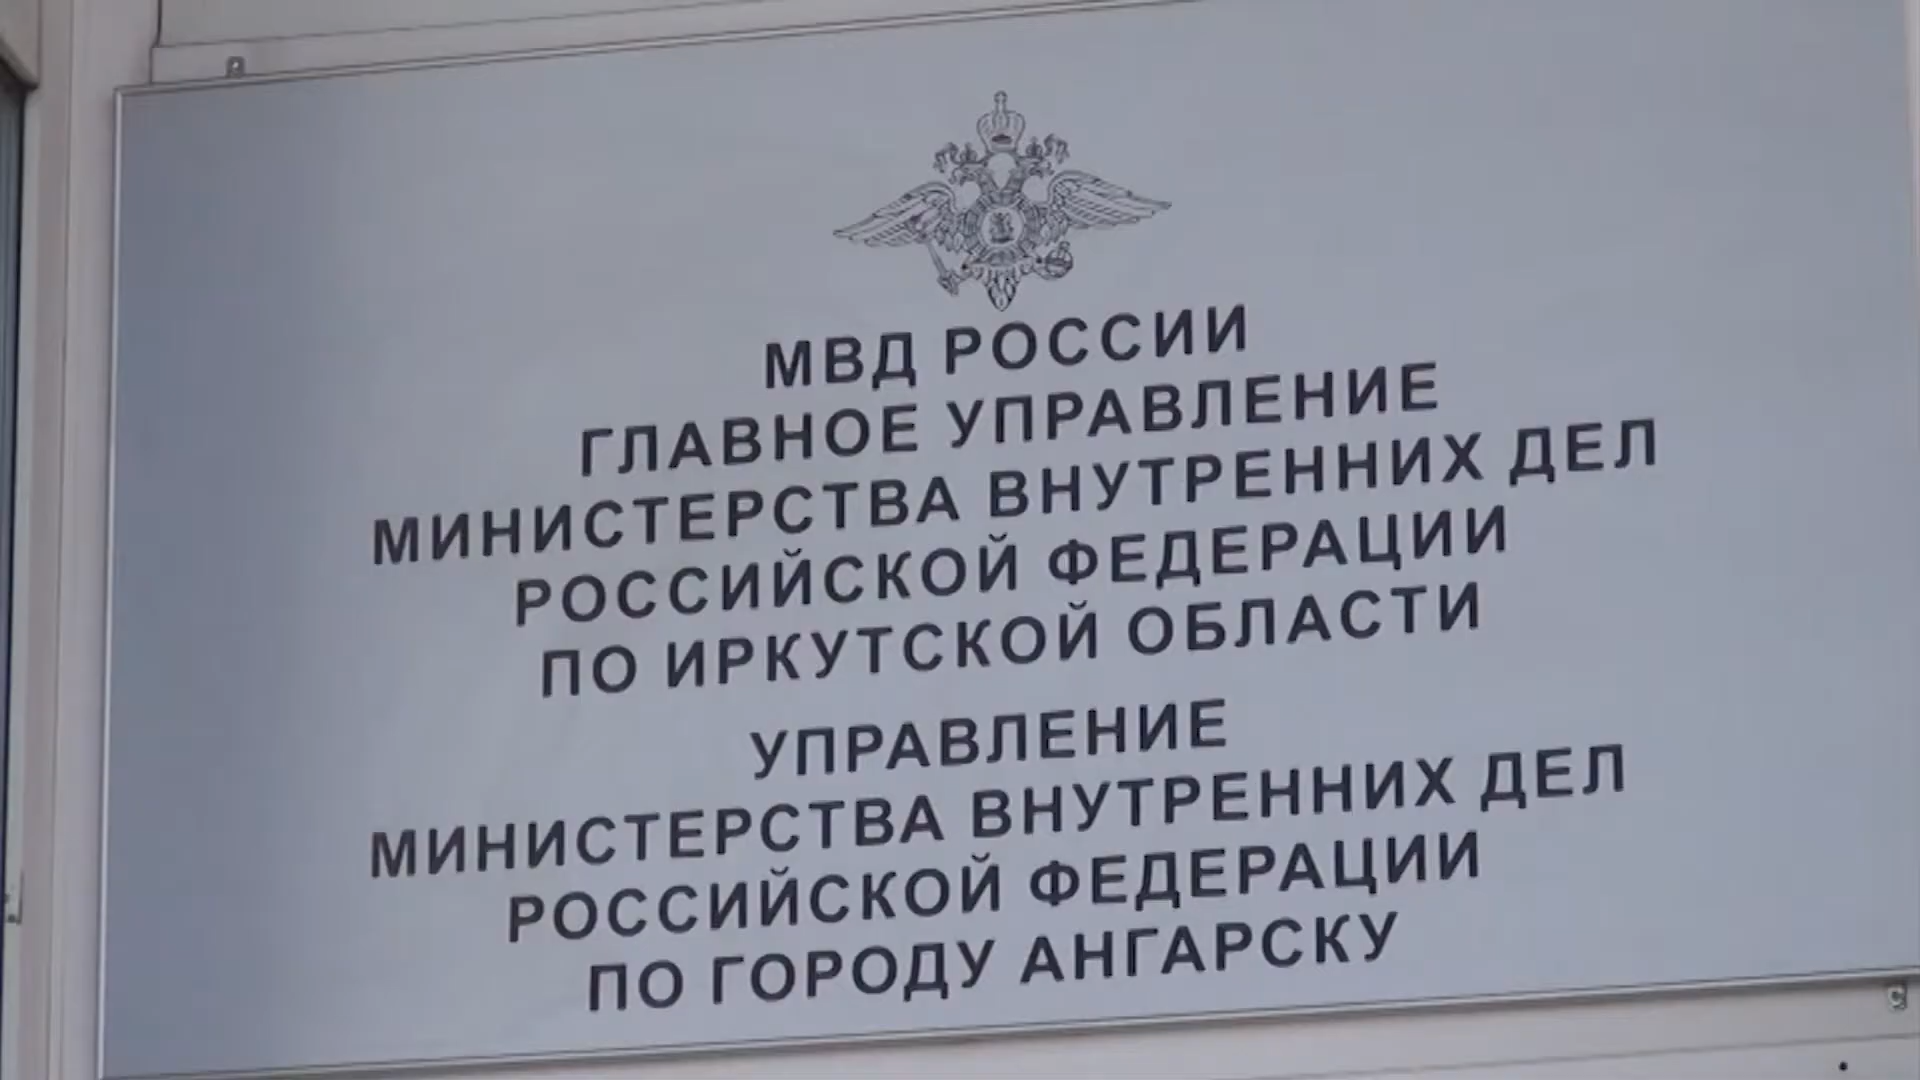 МВД РОССИИ
ГЛАВНОЕ УПРАВЛЕНИЕ
МИНИСТЕРСТВА ВНУТРЕННИХ ДЕЛ
РОССИЙСКОЙ ФЕДЕРАЦИИ
ПО ИРКУТСКОЙ ОБЛАСТИ
УПРАВЛЕНИЕ
МИНИСТЕРСТВА ВНУТРЕННИХ ДЕЛ
РОССИЙСКОЙ ФЕДЕРАЦИИ
ПО ГОРОДУ АНГАРСКУ